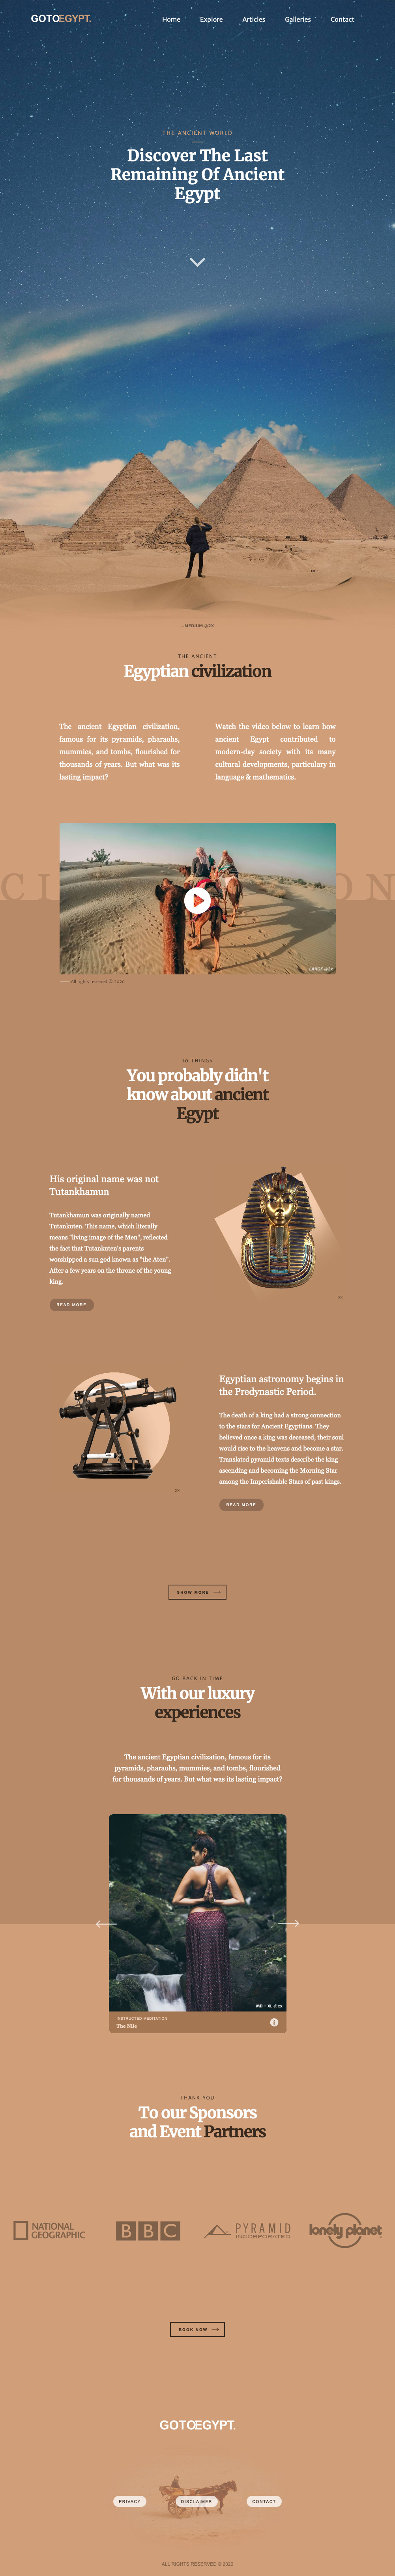 GOTOEGYPT.
Home Explore Articles Galleries Contact
THE ANCIENT WORLD
Discover The Last
Remaining Of Ancient
Egypt
—MEDIUM @2X
THE ANCIENT
Egyptian civilization
The ancient Egyptian civilization,
famous for its pyramids, pharaohs,
mummies, and tombs, flourished for
thousands of years. But what was its
lasting impact?
Watch the video below to learn how
ancient Egypt contributed to
modern-day society with its many
cultural developments, particulary in
language & mathematics.
LARGE @2x
All rights reserved © 2020
10 THINGS
You probably didn't
know about ancient
Egypt
His original name was not
Tutankhamun
Tutankhamun was originally named
Tutankuten. This name, which literally
means "living image of the Men", reflected
the fact that Tutankuten's parents
worshipped a sun god known as "the Aten".
After a few years on the throne of the young
king.
READ MORE
Egyptian astronomy begins in
the Predynastic Period.
The death of a king had a strong connection
to the stars for Ancient Egyptians. They
believed once a king was deceased, their soul
would rise to the heavens and become a star.
Translated pyramid texts describe the king
ascending and becoming the Morning Star
among the Imperishable Stars of past kings.
READ MORE
SHOW MORE
GO BACK IN TIME
With our luxury
experiences
The ancient Egyptian civilization, famous for its
pyramids, pharaohs, mummies, and tombs, flourished
for thousands of years. But what was its lasting impact?
MD - XL @2x
INSTRUCTED MEDITATION
The Nile
i
THANK YOU
To our Sponsors
and Event Partners
NATIONAL
GEOGRAPHIC
BBC
PYRAMID
INCORPORATED
lonely planet
BOOK NOW
GOTOEGYPT.
PRIVACY DISCLAIMER CONTACT
ALL RIGHTS RESERVED © 2020